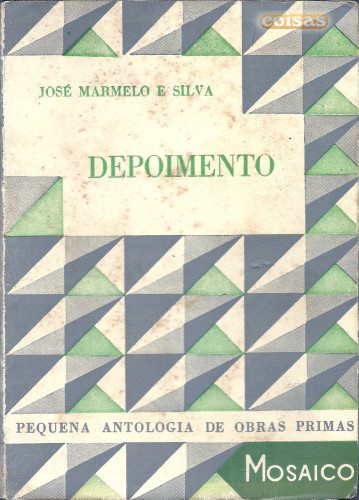 coisas
JOSÉ MARMELO E SILVA
DEPOIMENTO
PEQUENA ANTOLOGIA DE OBRAS PRIMAS
MOSAICO